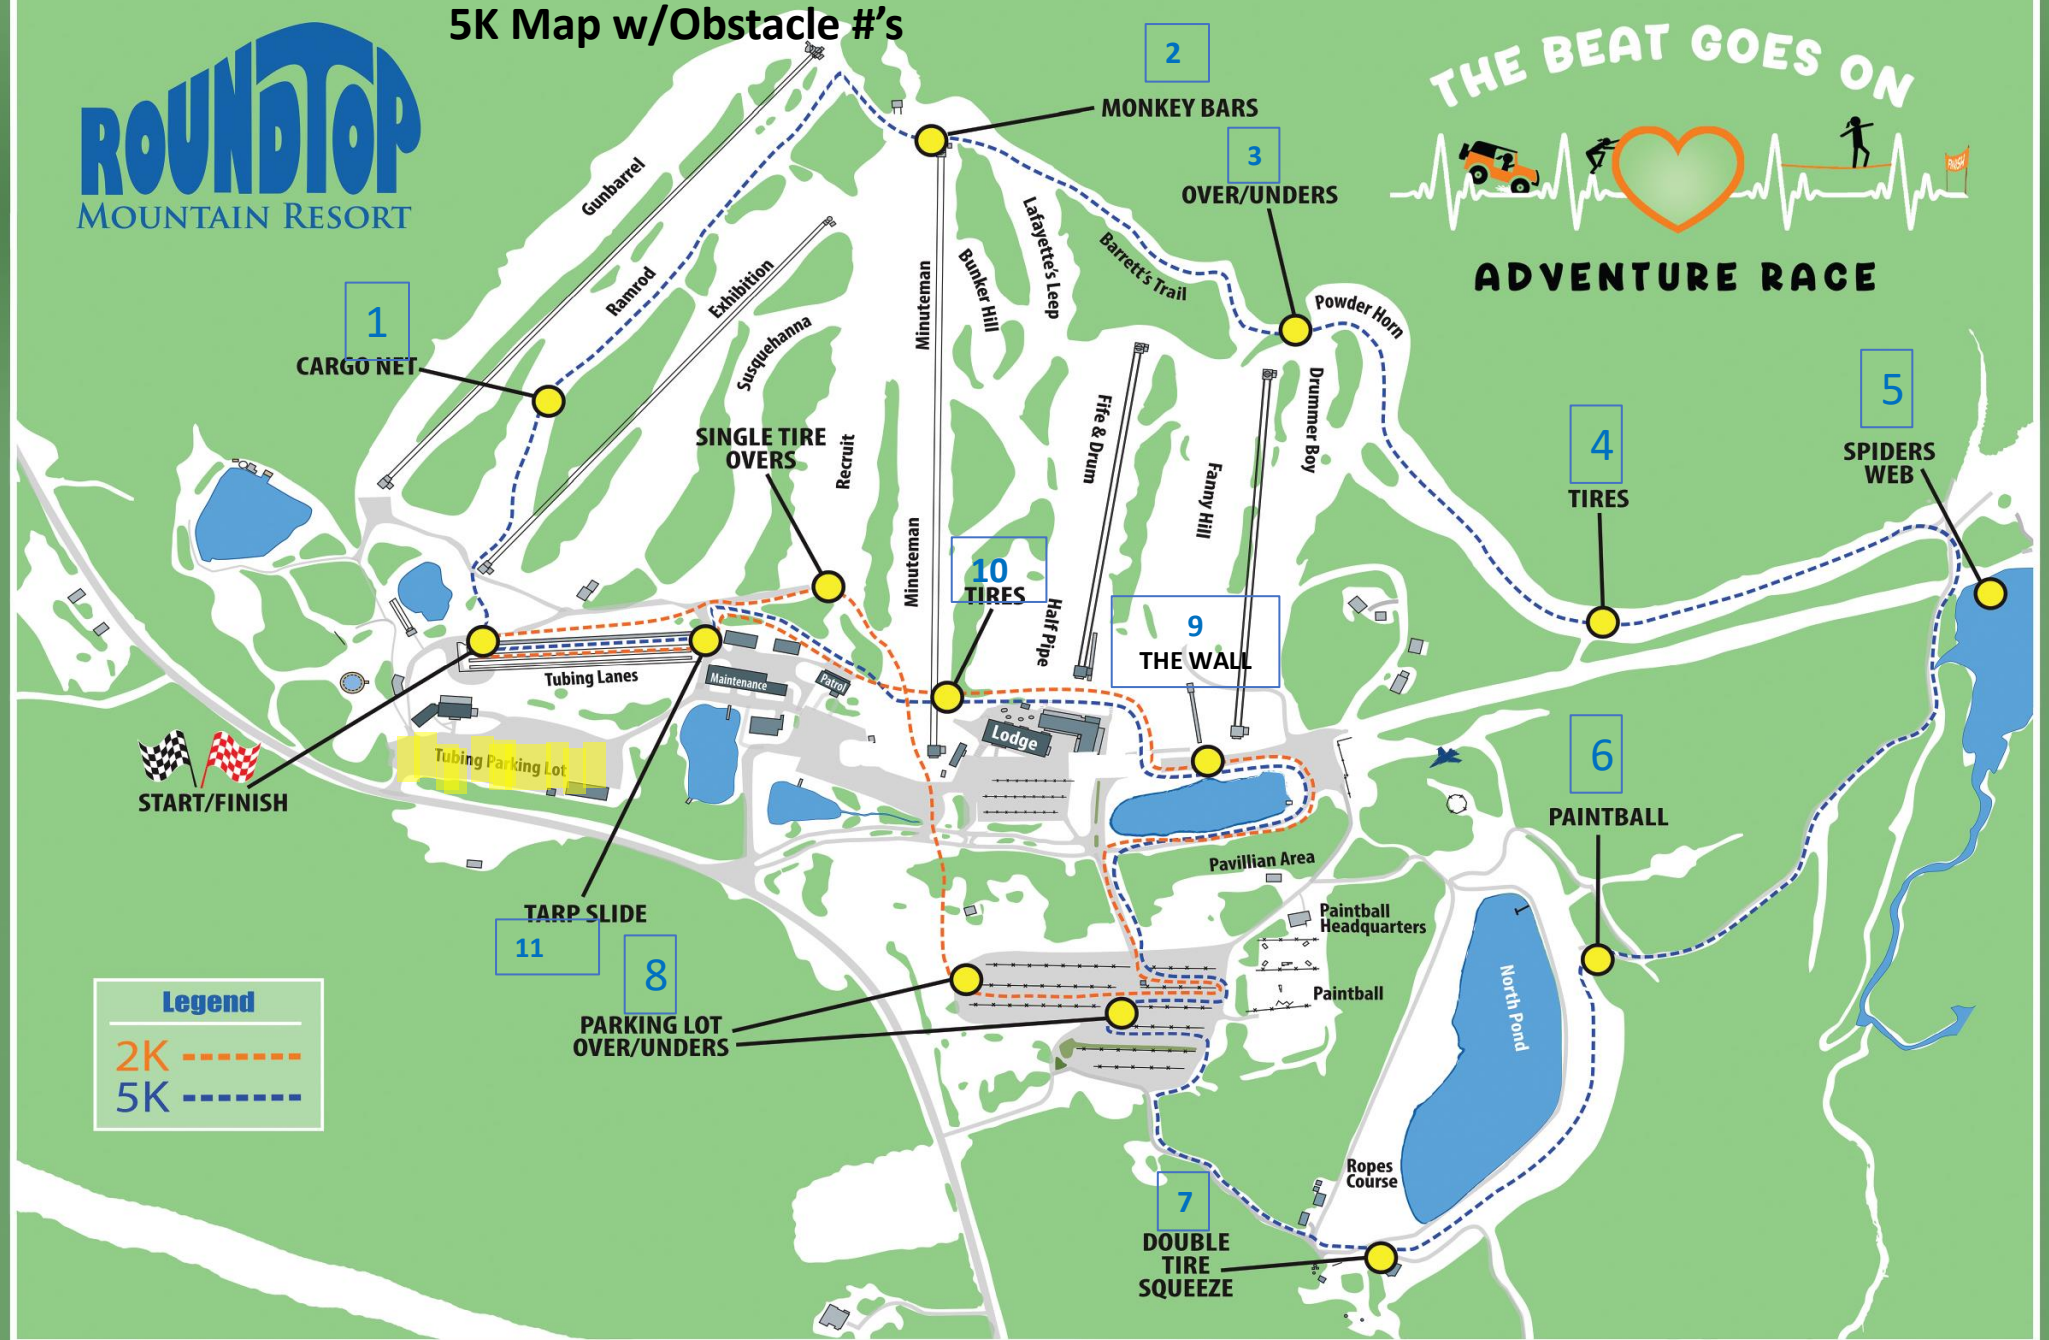 5K Map w/Obstacle #'s
ROUNDTOP
MOUNTAIN RESORT
THE BEAT GOES ON
FINISH
ADVENTURE RACE
2
MONKEY BARS
3
OVER/UNDERS
1
CARGO NET
Gunbarrel
Ramrod
Exhibition
Susquehanna
Recruit
Minuteman
Minuteman
Bunker Hill
Lafayette's Leep
Barrett's Trail
Powder Horn
Drummer Boy
Fife & Drum
Fanny Hill
Half Pipe
SINGLE TIRE
OVERS
4
TIRES
5
SPIDERS
WEB
10
TIRES
9
THE WALL
Tubing Lanes
Maintenance
Patrol
Lodge
Tubing Parking Lot
START/FINISH
6
PAINTBALL
Pavillian Area
Paintball
Headquarters
Paintball
North Pond
TARP SLIDE
11
8
PARKING LOT
OVER/UNDERS
Legend
2K
5K
Ropes
Course
7
DOUBLE
TIRE
SQUEEZE